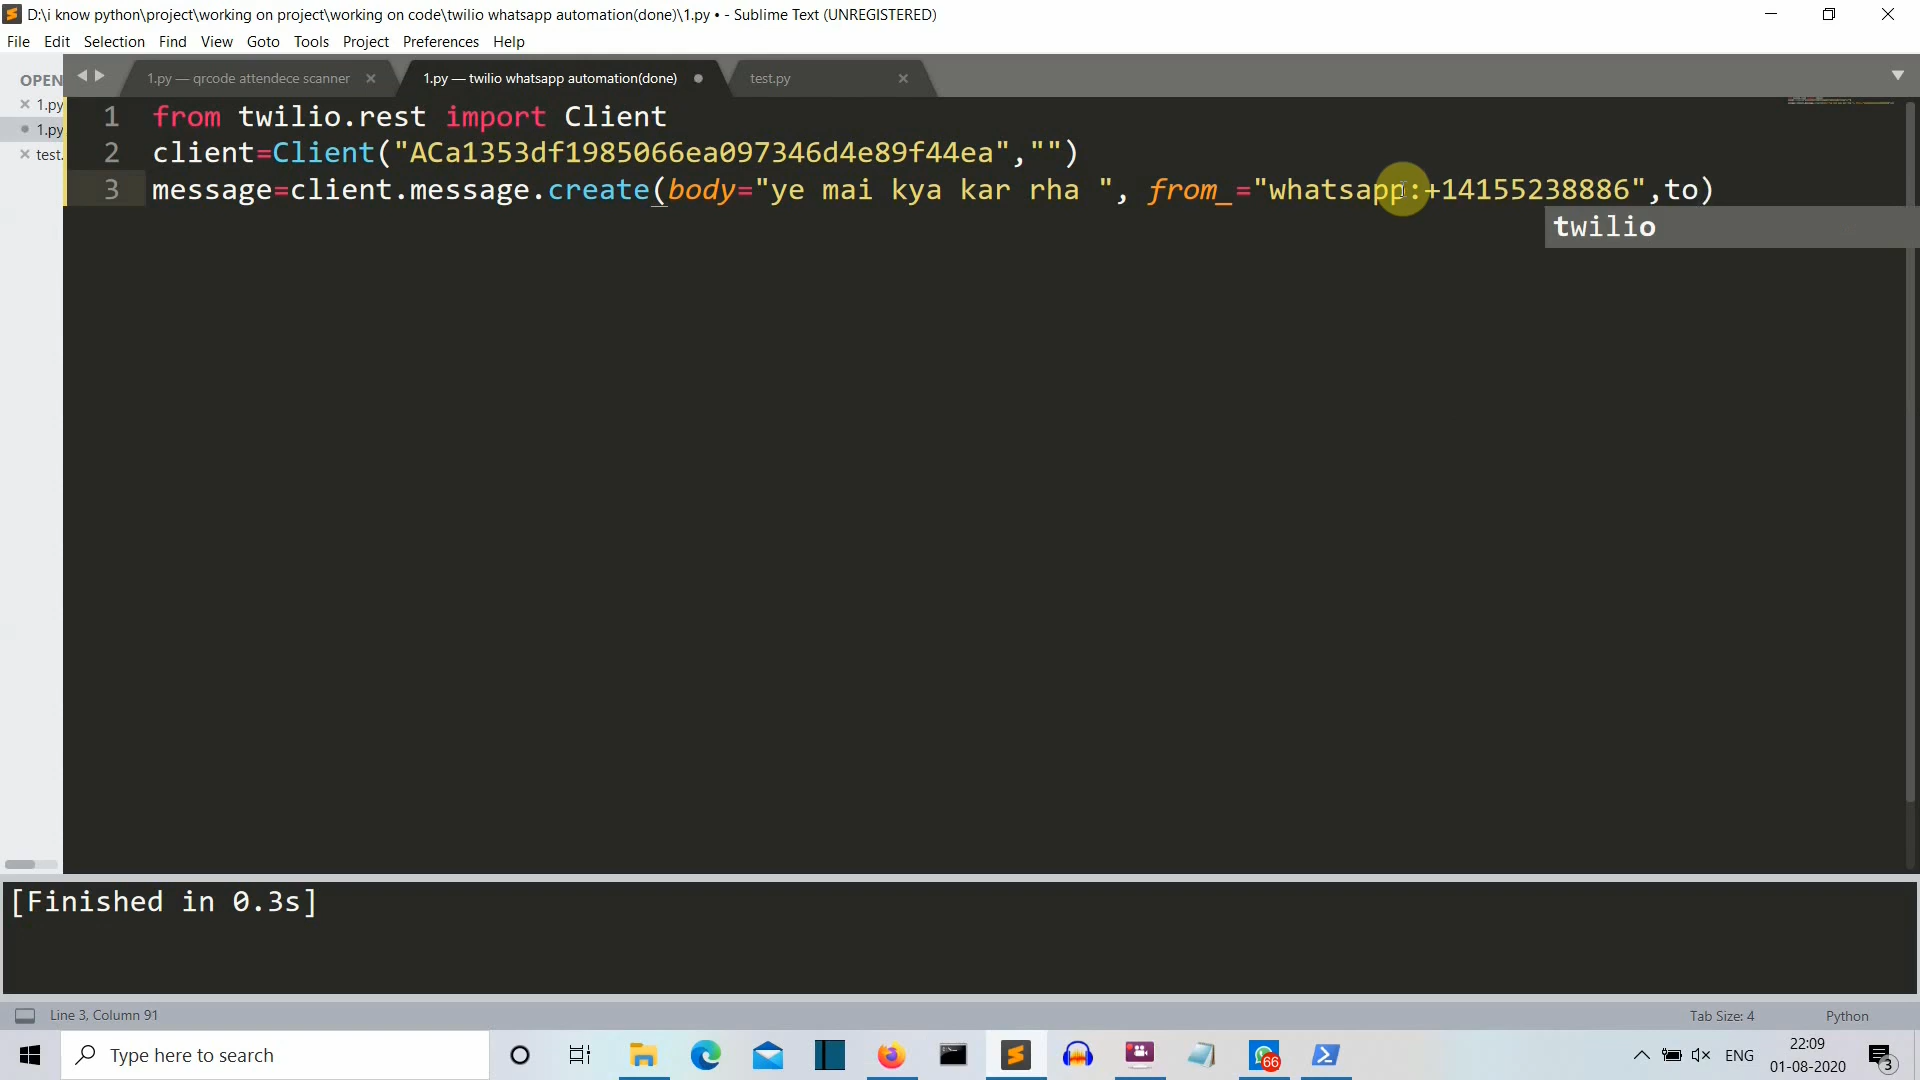 D:\i know python\project\working on project\working on code\twilio whatsapp automation(done)\1.py • - Sublime Text (UNREGISTERED)
File Edit Selection Find View Goto Tools Project Preferences Help
OPEN
1.py
1.py
test.
1.py — qrcode attendece scanner
1.py — twilio whatsapp automation(done)
test.py
1 from twilio.rest import Client
2 client=Client("ACa1353df1985066ea097346d4e89f44ea","")
3 message=client.message.create(body="ye mai kya kar rha ", from_="whatsapp:+14155238886",to)
twilio
[Finished in 0.3s]
Line 3, Column 91
Tab Size: 4
Python
Type here to search
66
ENG
22:09
01-08-2020
3